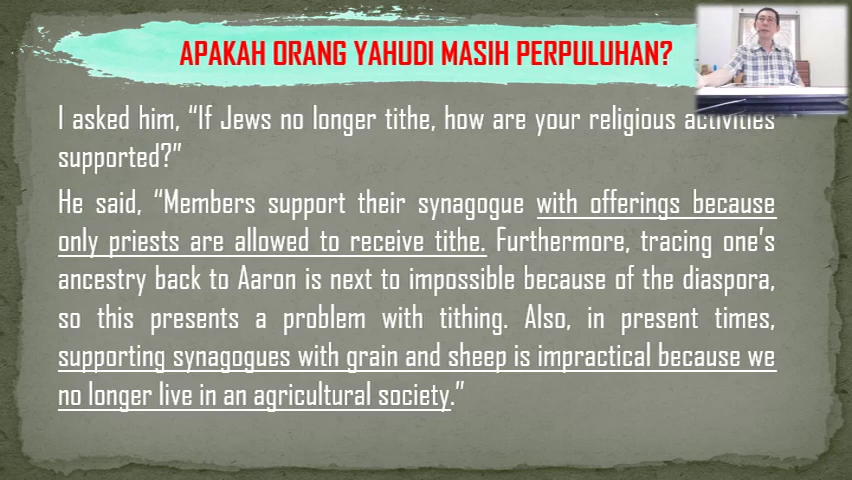 APAKAH ORANG YAHUDI MASIH PERPULUHAN?
I asked him, “If Jews no longer tithe, how are your religious activities
supported?”
He said, “Members support their synagogue with offerings because
only priests are allowed to receive tithe. Furthermore, tracing one’s
ancestry back to Aaron is next to impossible because of the diaspora,
so this presents a problem with tithing. Also, in present times,
supporting synagogues with grain and sheep is impractical because we
no longer live in an agricultural society.”